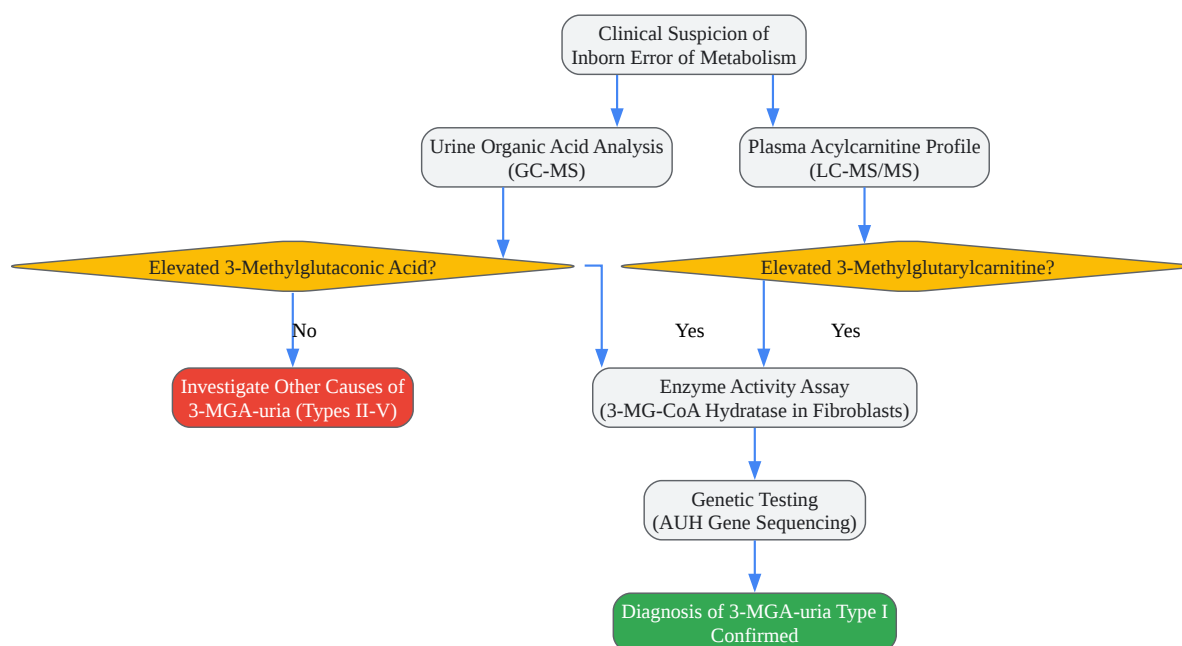 Clinical Suspicion of
Inborn Error of Metabolism
Urine Organic Acid Analysis
(GC-MS)
Plasma Acylcarnitine Profile
(LC-MS/MS)
Elevated 3-Methylglutaconic Acid?
Elevated 3-Methylglutarylcarnitine?
No
Yes
Yes
Investigate Other Causes of
3-MGA-uria (Types II-V)
Enzyme Activity Assay
(3-MG-CoA Hydratase in Fibroblasts)
Genetic Testing
(AUH Gene Sequencing)
Diagnosis of 3-MGA-uria Type I
Confirmed